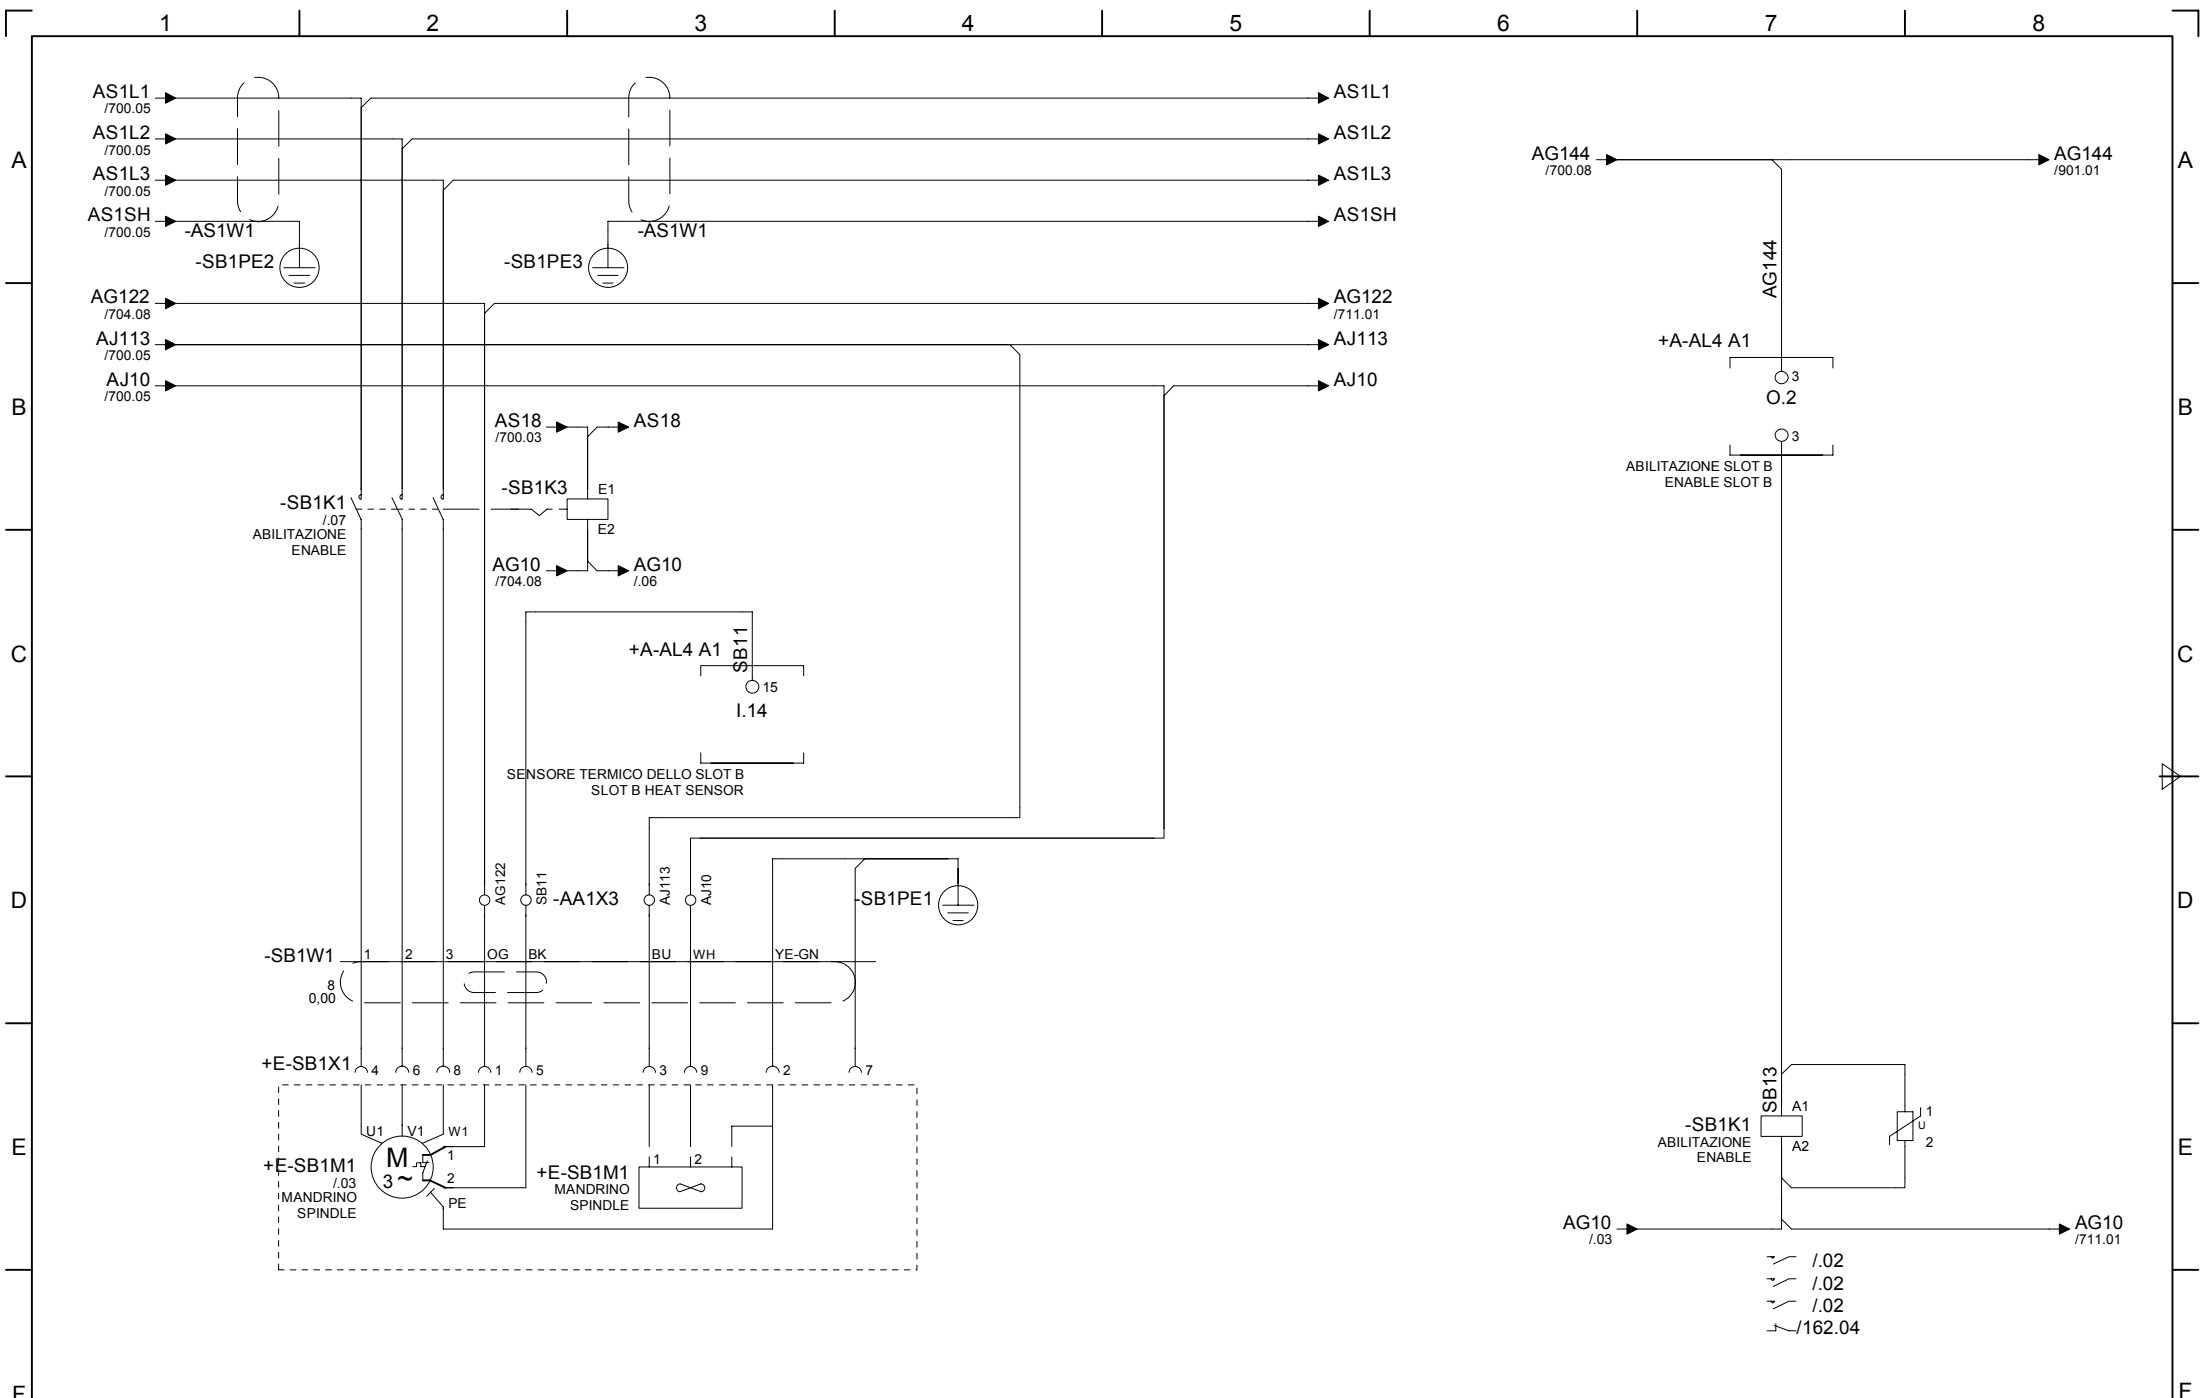 1 2 3 4 5 6 7 8
A A
B B
C C
D D
E E
F F
AS1L1
/700.05
AS1L2
/700.05
AS1L3
/700.05
AS1SH
/700.05
-AS1W1
-SB1PE2
-AS1W1
-SB1PE3
AS1L1
AS1L2
AS1L3
AS1SH
AG122
/704.08
AJ113
/700.05
AJ10
/700.05
AG122
/711.01
AJ113
AJ10
AS18
/700.03
AS18
-SB1K3
E1
E2
-SB1K1
/.07
ABILITAZIONE
ENABLE
AG10
/704.08
AG10
/.06
SB11
+A-AL4 A1
15
I.14
SENSORE TERMICO DELLO SLOT B
SLOT B HEAT SENSOR
AG122
SB11
-AA1X3
AJ113
AJ10
-SB1PE1
-SB1W1
1 2 3 OG BK BU WH YE-GN
8
0,00
+E-SB1X1
4 6 8 1 5 3 9 2 7
U1 V1 W1
M
3 ~
1
2
PE
+E-SB1M1
/.03
MANDRINO
SPINDLE
+E-SB1M1
MANDRINO
SPINDLE
1 2
AG144
/700.08
AG144
/901.01
AG144
+A-AL4 A1
3
O.2
3
ABILITAZIONE SLOT B
ENABLE SLOT B
SB13
-SB1K1
ABILITAZIONE
ENABLE
A1
A2
1
U
2
AG10
/.03
AG10
/711.01
/.02
/.02
/.02
/162.04